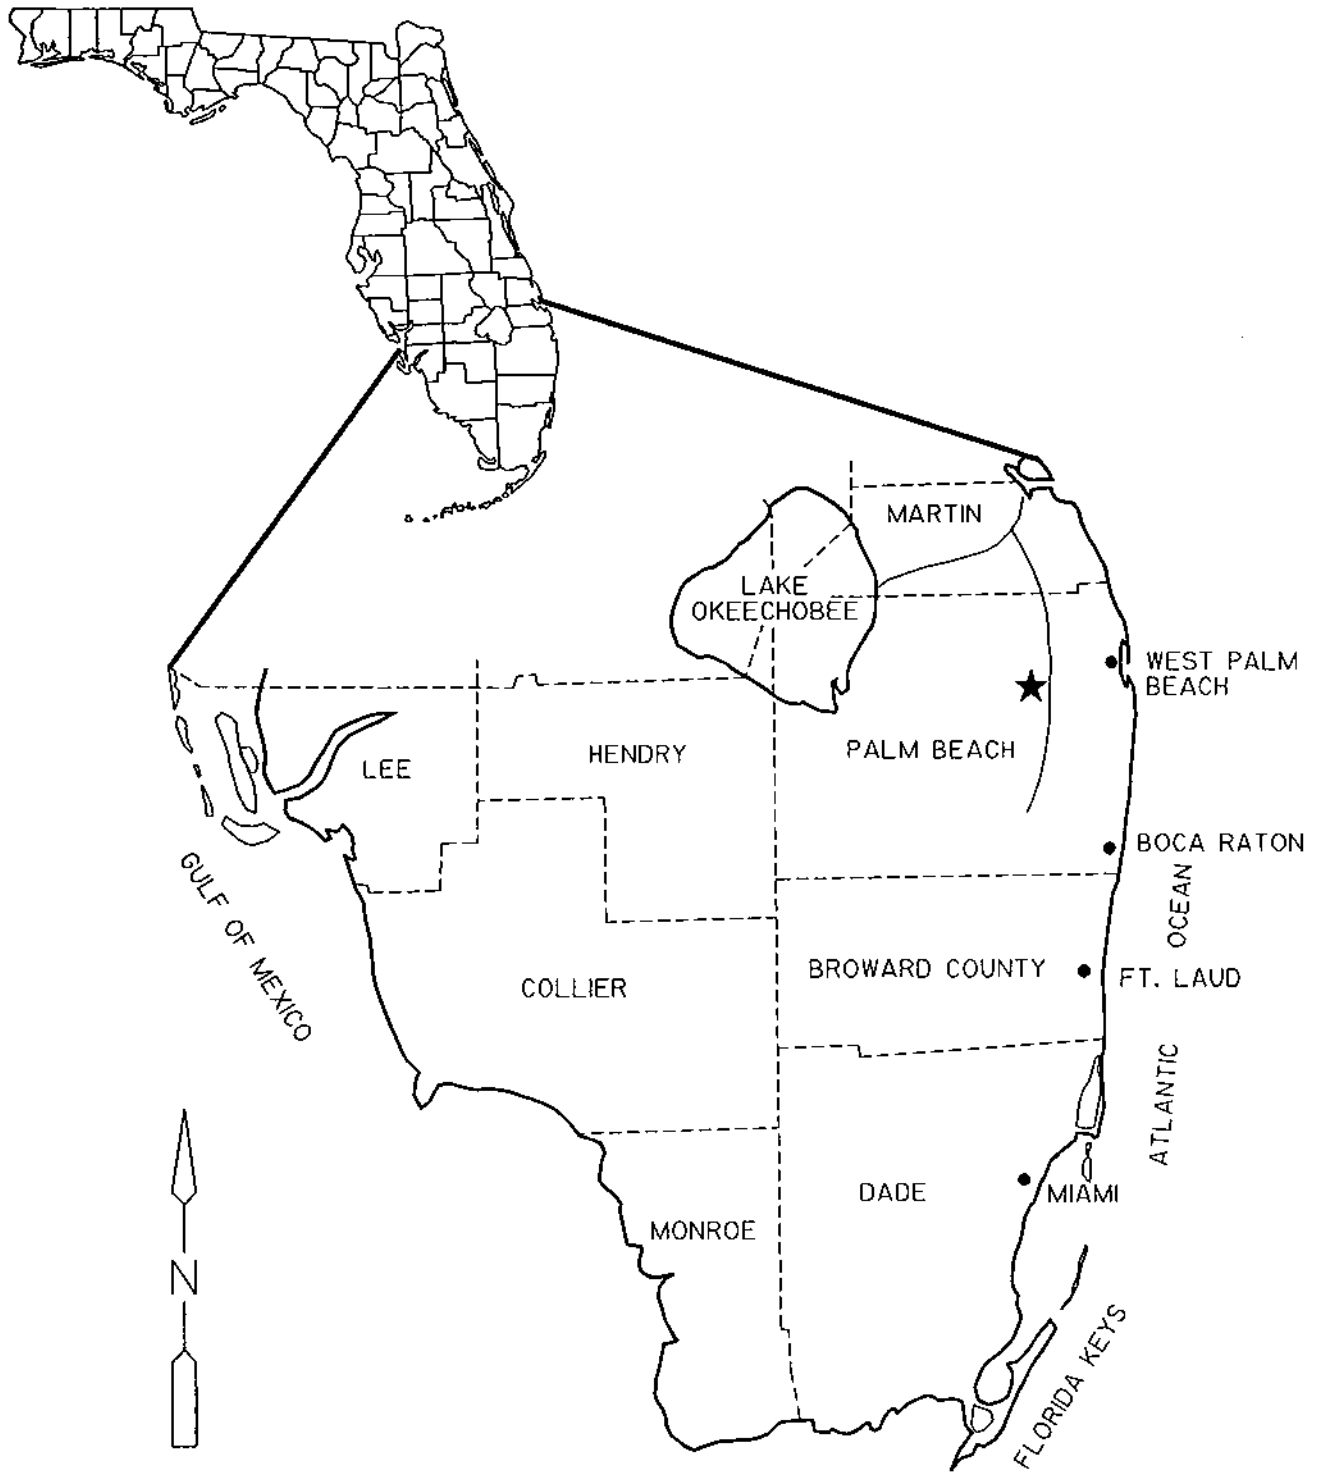 MARTIN
LAKE
OKEECHOBEE
WEST PALM
BEACH
PALM BEACH
HENDRY
LEE
BOCA RATON
GULF OF MEXICO
ATLANTIC OCEAN
BROWARD COUNTY
FT. LAUD
COLLIER
DADE
MIAMI
MONROE
N
FLORIDA KEYS